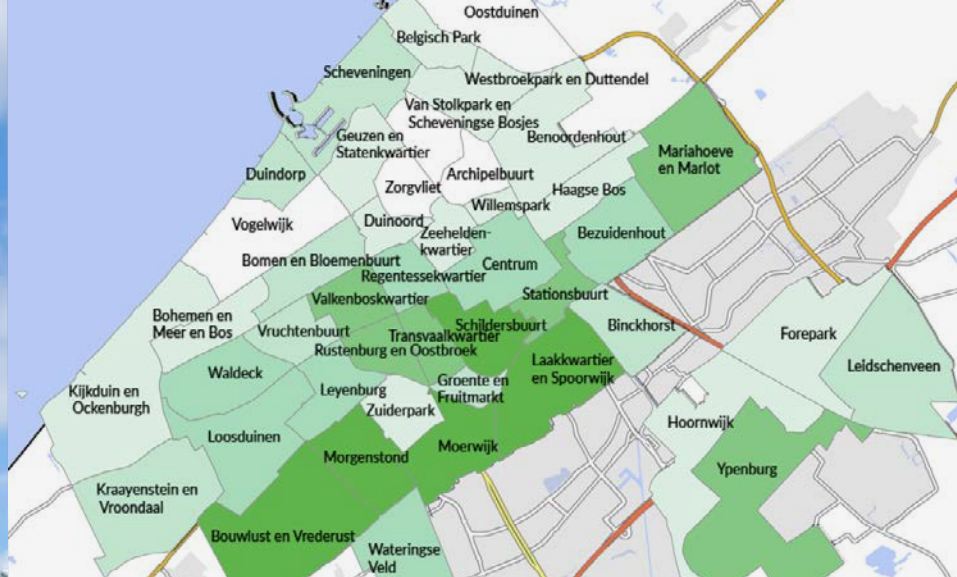 Oostduinen
Belgisch Park
Scheveningen
Westbroekpark en Duttendel
Van Stolkpark en
Scheveningse Bosjes
Geuzen en
Statenkwartier
Benoordenhout
Mariahoeve
en Marlot
Duindorp
Archipelbuurt
Zorgvliet
Haagse Bos
Willemspark
Vogelwijk
Duinoord
Zeehelden-
kwartier
Bezuidenhout
Bomen en Bloemenbuurt
Centrum
Regentessekwartier
Valkenboskwartier
Stationsbuurt
Bohemen en
Meer en Bos
Vruchtenbuurt
Schildersbuurt
Binckhorst
Transvaalkwartier
Forepark
Rustenburg en Oostbroek
Laakkwartier
en Spoorwijk
Leidschenveen
Waldeck
Groente en
Fruitmarkt
Kijkduin en
Ockenburgh
Leyenburg
Zuiderpark
Hoornwijk
Loosduinen
Moerwijk
Morgenstond
Ypenburg
Kraayenstein en
Vroondaal
Bouwlust en Vrederust
Wateringse
Veld